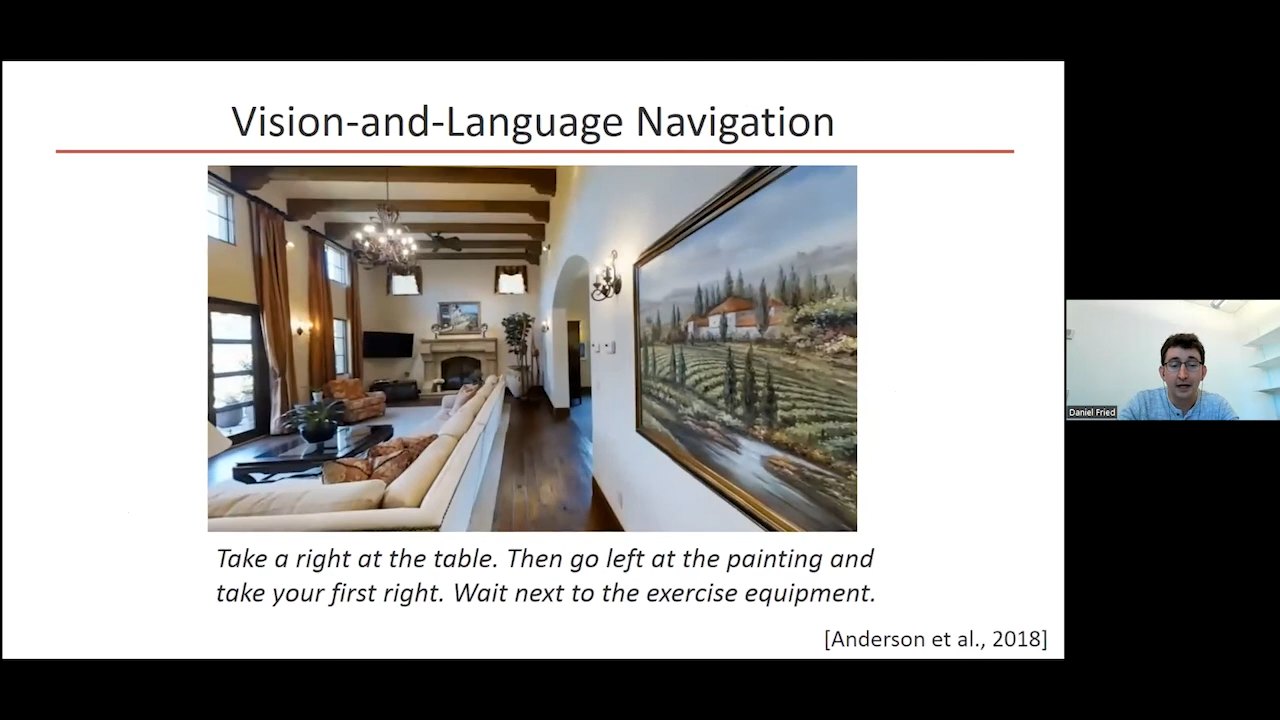 Vision-and-Language Navigation
Take a right at the table. Then go left at the painting and
take your first right. Wait next to the exercise equipment.
[Anderson et al., 2018]
Daniel Fried